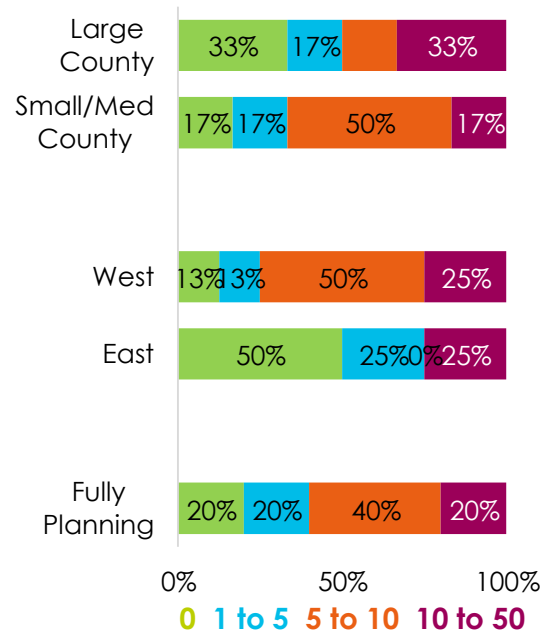 Large
County
33% 17% 33%
Small/Med
County
17% 17% 50% 17%
West
13% 13% 50% 25%
East
50% 25% 0% 25%
Fully
Planning
20% 20% 40% 20%
0% 50% 100%
0 1 to 5 5 to 10 10 to 50